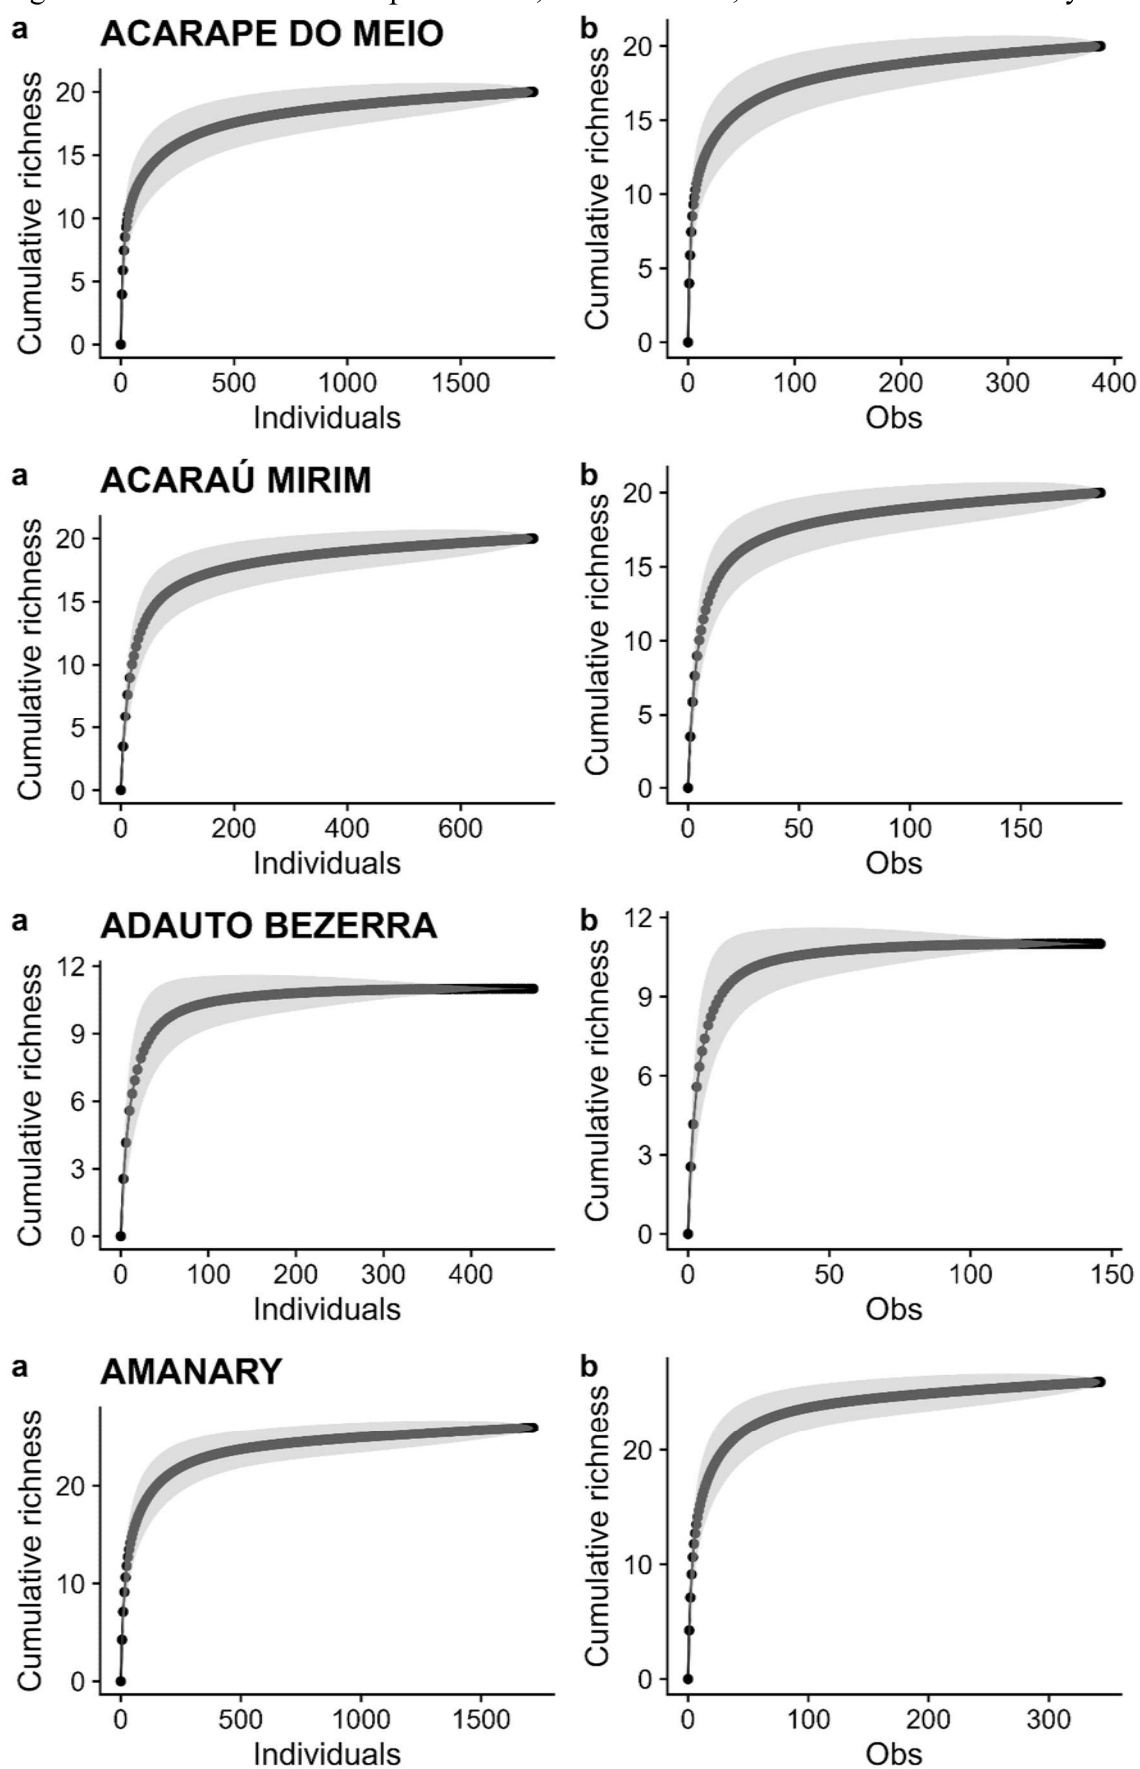 a ACARAPE DO MEIO b
Cumulative richness
20
15
10
5
0
0 500 1000 1500
Individuals
Cumulative richness
20
15
10
5
0
0 100 200 300 400
Obs
a ACARAÚ MIRIM b
Cumulative richness
20
15
10
5
0
0 200 400 600
Individuals
Cumulative richness
20
15
10
5
0
0 50 100 150
Obs
a ADAUTO BEZERRA b
Cumulative richness
12
9
6
3
0
0 100 200 300 400
Individuals
Cumulative richness
12
9
6
3
0
0 50 100 150
Obs
a AMANARY b
Cumulative richness
20
10
0
0 500 1000 1500
Individuals
Cumulative richness
20
10
0
0 100 200 300
Obs